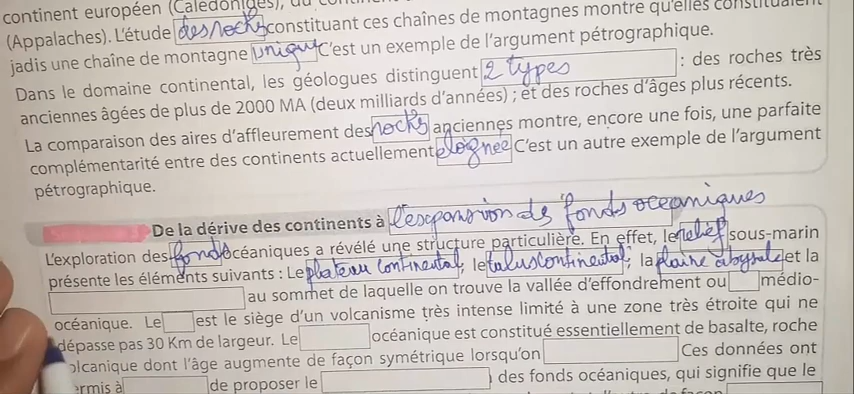 continent européen (Calédonides), du
(Appalaches). L'étude des rocks constituant ces chaînes de montagnes montre qu'elles constituaient
jadis une chaîne de montagne unique C'est un exemple de l'argument pétrographique.
Dans le domaine continental, les géologues distinguent 2 types : des roches très
anciennes âgées de plus de 2000 MA (deux milliards d'années) ; et des roches d'âges plus récents.
La comparaison des aires d'affleurement des rocks anciennes montre, encore une fois, une parfaite
complémentarité entre des continents actuellement elognee C'est un autre exemple de l'argument
pétrographique.
De la dérive des continents à l'expansion ds fonds oceaniques
L'exploration des fonds océaniques a révélé une structure particulière. En effet, le relief sous-marin
présente les éléments suivants : Le plateau continental, le talus continental; la plaine abyssale et la
au sommet de laquelle on trouve la vallée d'effondrement ou médio-
océanique. Le est le siège d'un volcanisme très intense limité à une zone très étroite qui ne
dépasse pas 30 Km de largeur. Le océanique est constitué essentiellement de basalte, roche
olcanique dont l'âge augmente de façon symétrique lorsqu'on Ces données ont
ermis à de proposer le des fonds océaniques, qui signifie que le